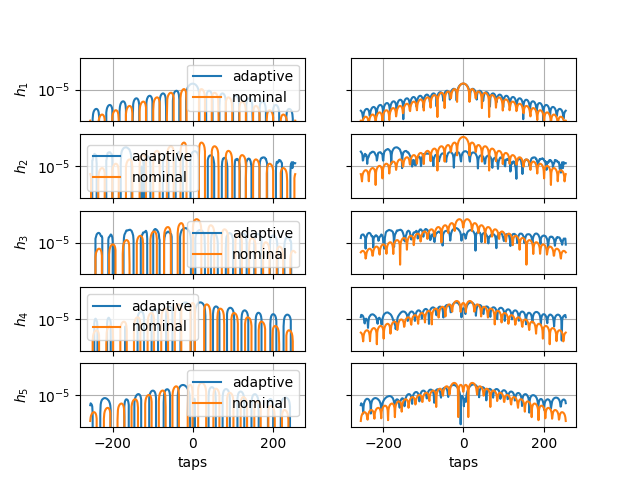 h₁
10⁻⁵
adaptive
nominal
h₂
10⁻⁵
adaptive
nominal
h₃
10⁻⁵
adaptive
nominal
h₄
10⁻⁵
adaptive
nominal
h₅
10⁻⁵
adaptive
nominal
−200 0 200 −200 0 200
taps taps